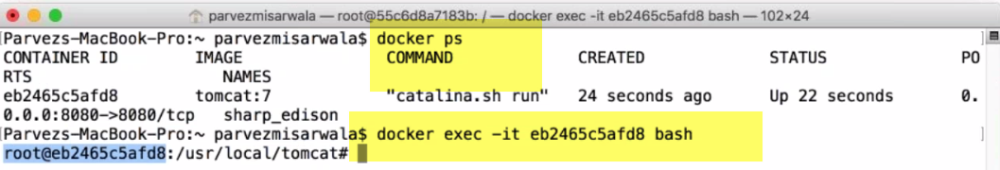 parvezmisarwala — root@55c6d8a7183b: / — docker exec -it eb2465c5afd8 bash — 102×24
[Parvezs-MacBook-Pro:~ parvezmisarwala$ docker ps ]
CONTAINER ID IMAGE COMMAND CREATED STATUS PO
RTS NAMES
eb2465c5afd8 tomcat:7 "catalina.sh run" 24 seconds ago Up 22 seconds 0.
0.0.0:8080->8080/tcp sharp_edison
[Parvezs-MacBook-Pro:~ parvezmisarwala$ docker exec -it eb2465c5afd8 bash ]
root@eb2465c5afd8:/usr/local/tomcat#